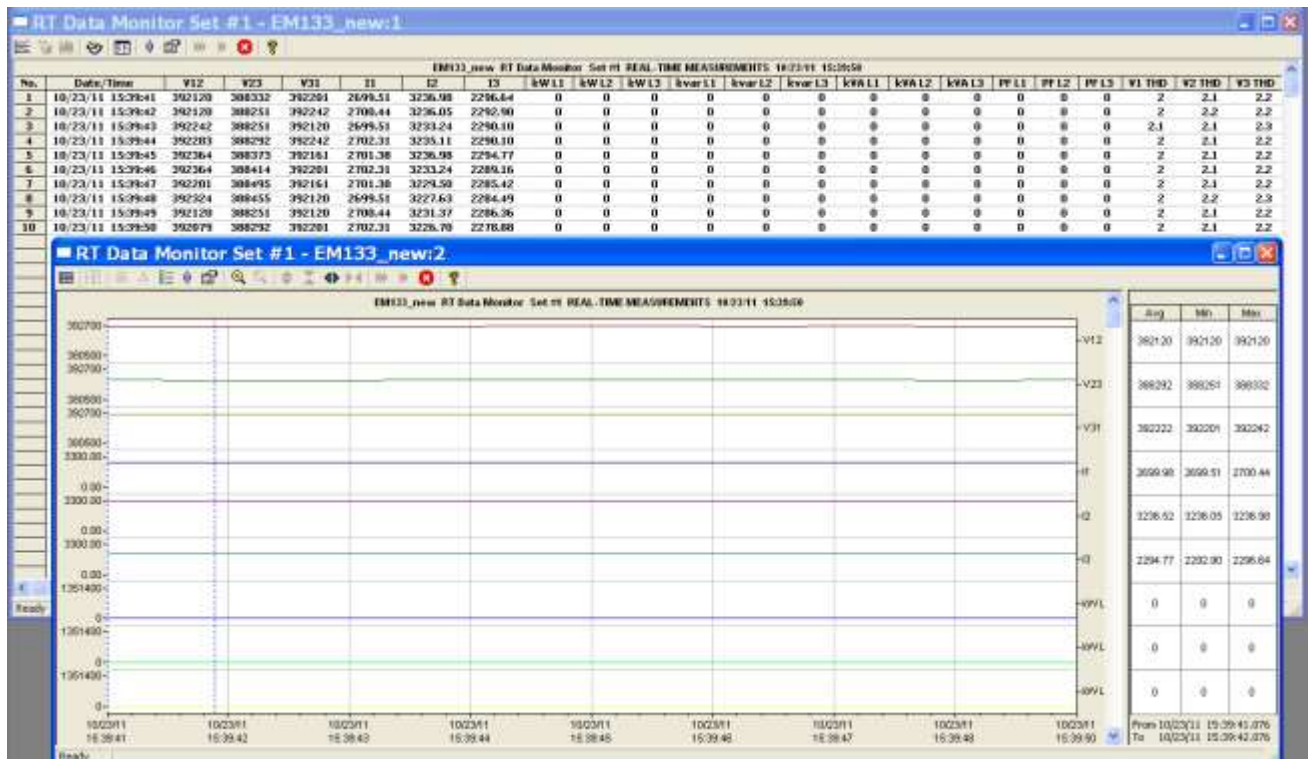 RT Data Monitor Set #1 - EM133_new:1
EM133_new RT Data Monitor Set #1 REAL-TIME MEASUREMENTS 10/23/11 15:39:50
No. Date/Time V12 V23 V31 I1 I2 I3 kW L1 kW L2 kW L3 kvar L1 kvar L2 kvar L3 kVA L1 kVA L2 kVA L3 PF L1 PF L2 PF L3 V1 THD V2 THD V3 THD
1 10/23/11 15:39:41 392120 388332 392201 2699.51 3236.98 2296.64 0 0 0 0 0 0 0 0 0 0 0 0 2 2.1 2.2
2 10/23/11 15:39:42 392120 388251 392242 2700.44 3236.05 2292.90 0 0 0 0 0 0 0 0 0 0 0 0 2 2.2 2.2
3 10/23/11 15:39:43 392242 388251 392120 2699.51 3233.24 2290.10 0 0 0 0 0 0 0 0 0 0 0 0 2.1 2.1 2.3
4 10/23/11 15:39:44 392283 388292 392242 2702.31 3235.11 2290.10 0 0 0 0 0 0 0 0 0 0 0 0 2 2.1 2.2
5 10/23/11 15:39:45 392364 388373 392161 2701.38 3236.98 2294.77 0 0 0 0 0 0 0 0 0 0 0 0 2 2.1 2.2
6 10/23/11 15:39:46 392364 388414 392201 2702.31 3233.24 2289.16 0 0 0 0 0 0 0 0 0 0 0 0 2 2.1 2.2
7 10/23/11 15:39:47 392201 388495 392161 2701.38 3229.50 2285.42 0 0 0 0 0 0 0 0 0 0 0 0 2 2.1 2.2
8 10/23/11 15:39:48 392324 388455 392120 2699.51 3227.63 2284.49 0 0 0 0 0 0 0 0 0 0 0 0 2 2.2 2.3
9 10/23/11 15:39:49 392120 388251 392120 2700.44 3231.37 2286.36 0 0 0 0 0 0 0 0 0 0 0 0 2 2.1 2.2
10 10/23/11 15:39:50 392079 388292 392201 2702.31 3226.70 2278.88 0 0 0 0 0 0 0 0 0 0 0 0 2 2.1 2.2
RT Data Monitor Set #1 - EM133_new:2
EM133_new RT Data Monitor Set #1 REAL-TIME MEASUREMENTS 10/23/11 15:39:50
Avg Min Max
392700
V12 392120 392120 392120
380500
392700
V23 388292 388251 388332
380500
392700
V31 392222 392201 392242
380500
3300.00
I1 2699.98 2699.51 2700.44
0.00
3300.00
I2 3236.52 3236.05 3236.98
0.00
3300.00
I3 2294.77 2292.90 2296.64
0.00
1351400
kW L 0 0 0
0
1351400
kW L 0 0 0
0
1351400
kW L 0 0 0
0
Ready
10/23/11 10/23/11 10/23/11 10/23/11 10/23/11 10/23/11 10/23/11 10/23/11 10/23/11
15:39:41 15:39:42 15:39:43 15:39:44 15:39:45 15:39:46 15:39:47 15:39:48 15:39:50
From 10/23/11 15:39:41.076
To 10/23/11 15:39:42.076
Ready